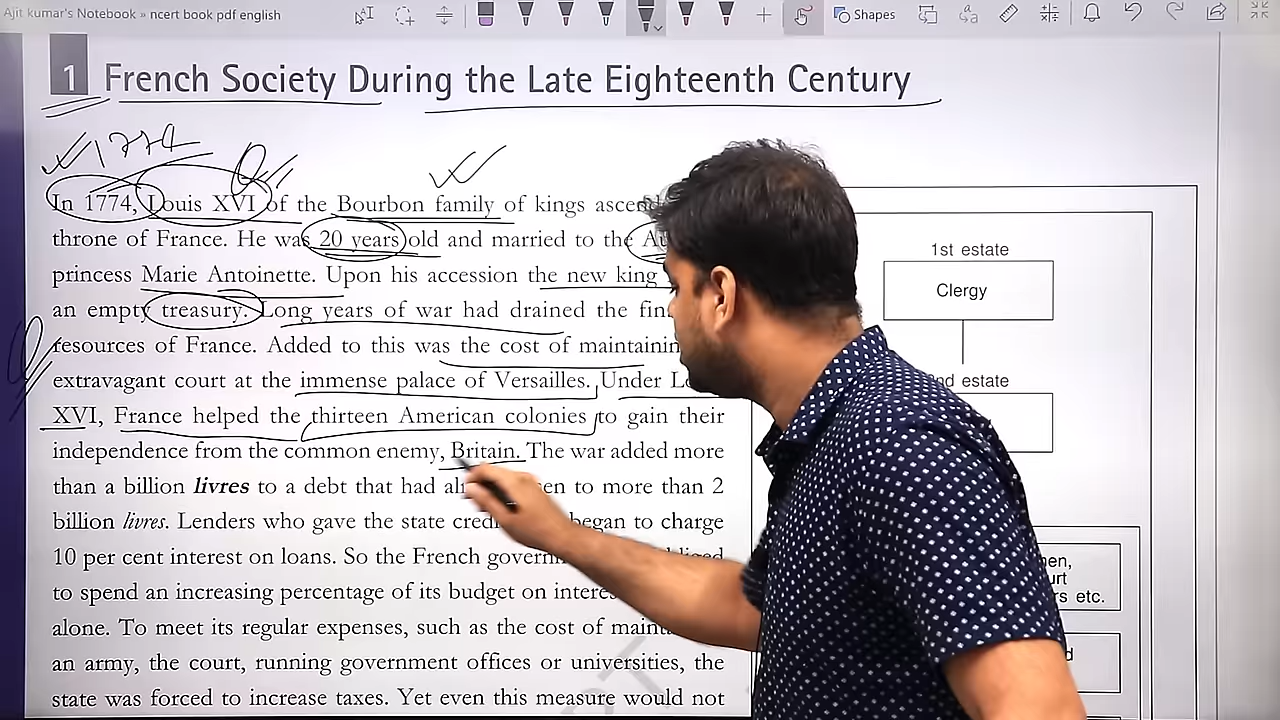 Ajit kumar's Notebook » ncert book pdf english
Shapes
1 French Society During the Late Eighteenth Century
1774
In 1774, Louis XVI of the Bourbon family of kings
throne of France. He was 20 years old and married to the
princess Marie Antoinette. Upon his accession the new king
an empty treasury. Long years of war had drained the
resources of France. Added to this was the cost of
extravagant court at the immense palace of Versailles. Under
XVI, France helped the thirteen American colonies to gain their
independence from the common enemy, Britain. The war added more
than a billion livres to a debt that had to more than 2
billion livres. Lenders who gave the state began to charge
10 per cent interest on loans. So the French
to spend an increasing percentage of its budget on
alone. To meet its regular expenses, such as the cost of
an army, the court, running government offices or universities, the
state was forced to increase taxes. Yet even this measure would not
1st estate
Clergy
estate
etc.